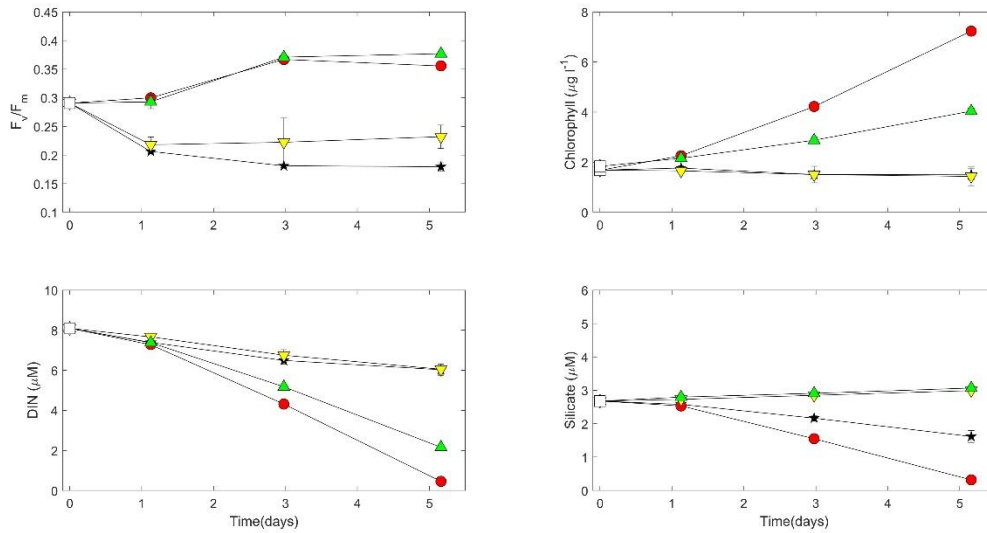 0.45
0.4
0.35
0.3
0.25
0.2
0.15
0.1
Fv/Fm
0 1 2 3 4 5
8
6
4
2
0
Chlorophyll (μg l⁻¹)
0 1 2 3 4 5
10
8
6
4
2
0
DIN (μM)
0 1 2 3 4 5
Time(days)
6
5
4
3
2
1
0
Silicate (μM)
0 1 2 3 4 5
Time(days)